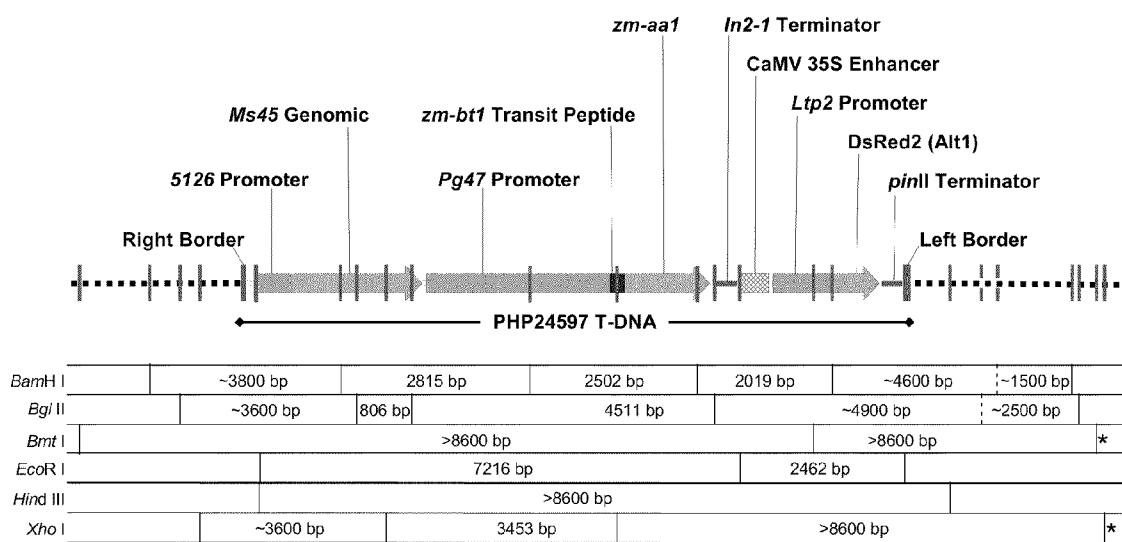 zm-aa1 In2-1 Terminator
CaMV 35S Enhancer
Ms45 Genomic zm-bt1 Transit Peptide Ltp2 Promoter
DsRed2 (Alt1)
5126 Promoter Pg47 Promoter pinII Terminator
Right Border Left Border
PHP24597 T-DNA
BamH I ~3800 bp 2815 bp 2502 bp 2019 bp ~4600 bp ~1500 bp
Bgl II ~3600 bp 806 bp 4511 bp ~4900 bp ~2500 bp
Bmt I >8600 bp >8600 bp *
EcoR I 7216 bp 2462 bp
Hind III >8600 bp
Xho I ~3600 bp 3453 bp >8600 bp *